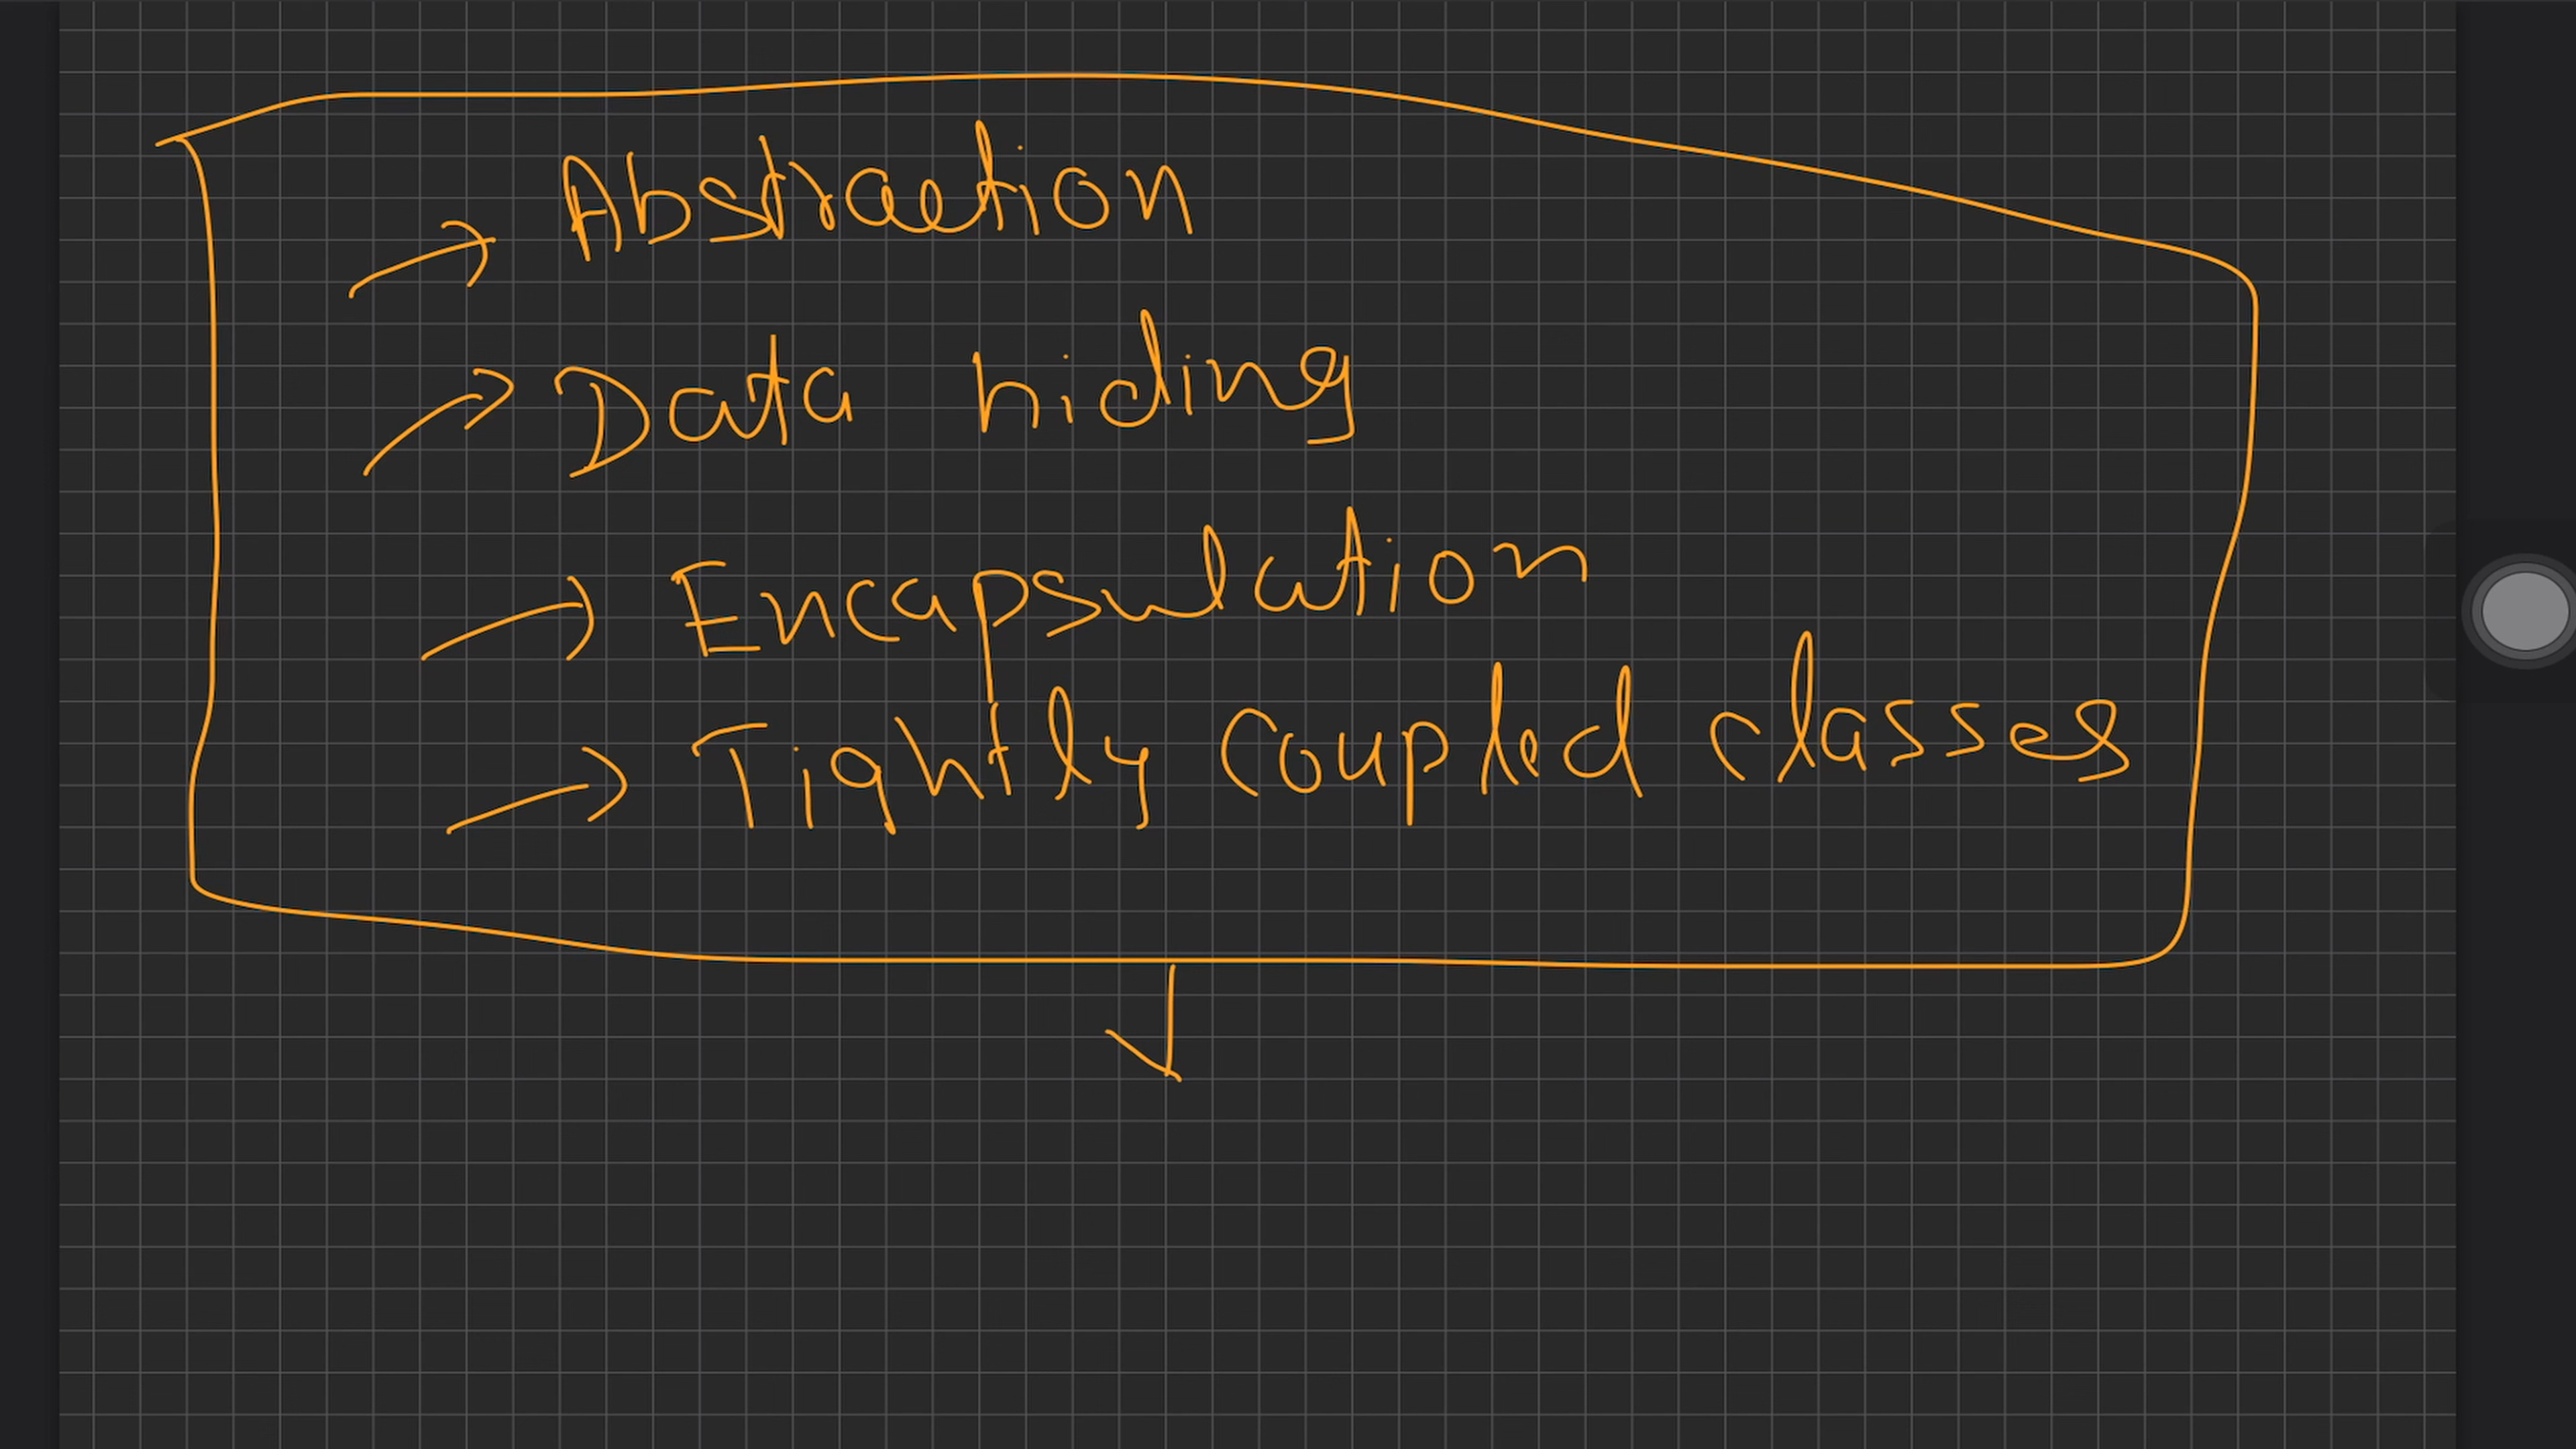 → Abstraction
→ Data hiding
→ Encapsulation
→ Tightly coupled classes